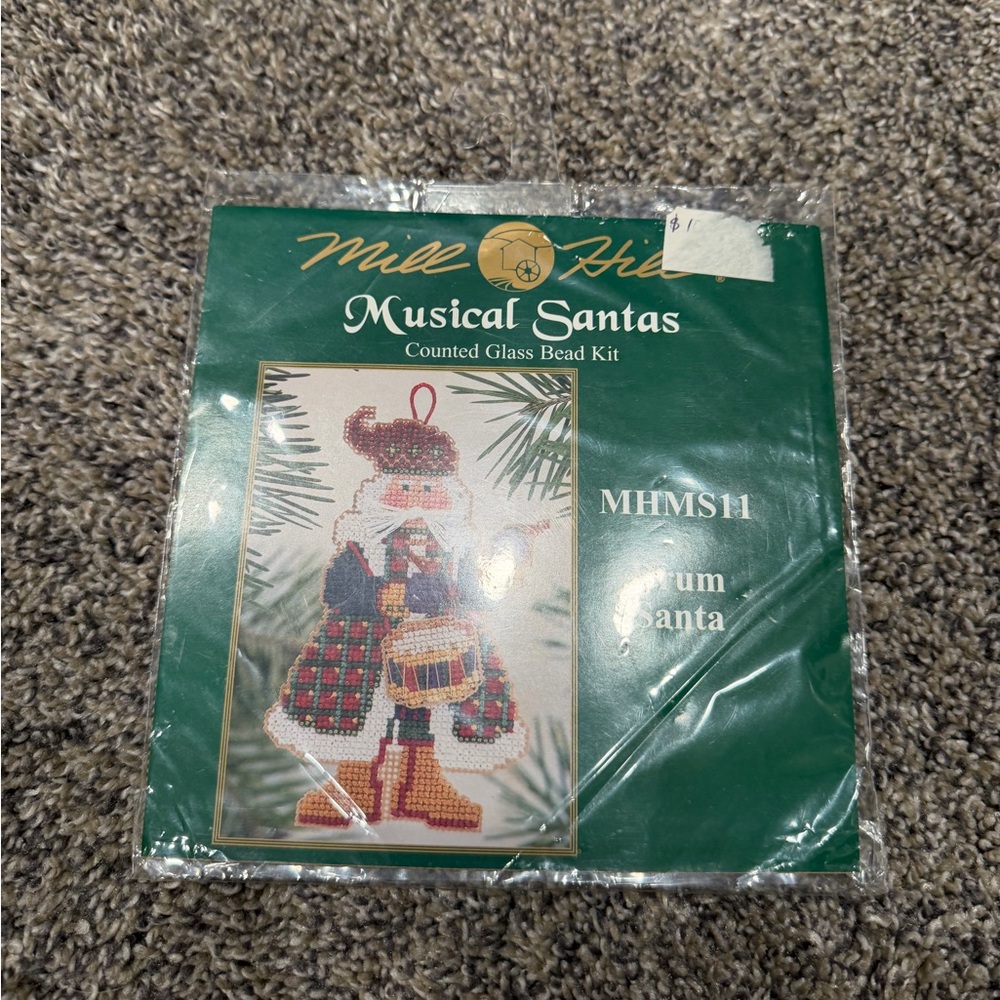 Mill Hill®
$1
Musical Santas
Counted Glass Bead Kit
MHMS11
Santa